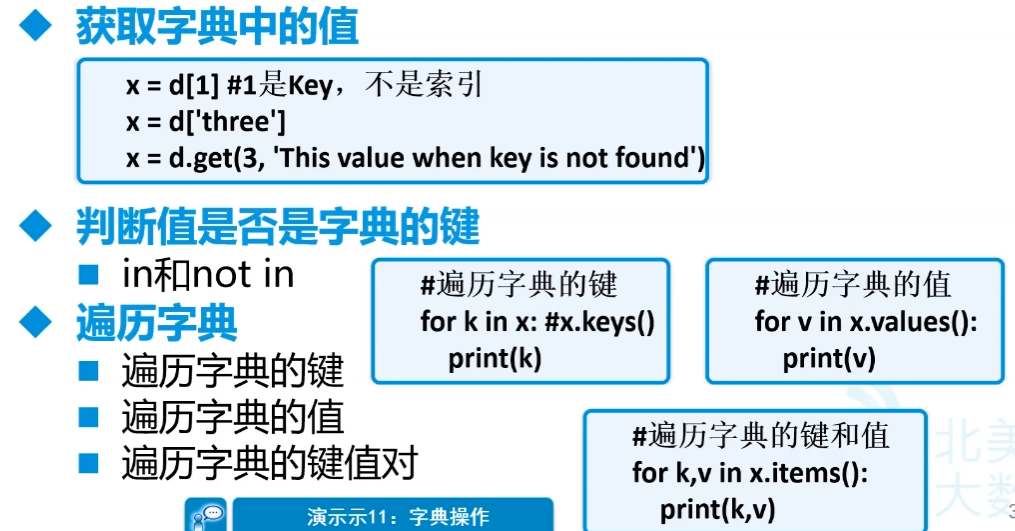 获取字典中的值
x = d[1] #1是Key，不是索引
x = d['three']
x = d.get(3, 'This value when key is not found')
判断值是否是字典的键
in和not in
遍历字典
遍历字典的键
遍历字典的值
遍历字典的键值对
#遍历字典的键
for k in x: #x.keys()
print(k)
#遍历字典的值
for v in x.values():
print(v)
#遍历字典的键和值
for k,v in x.items():
print(k,v)
演示示11：字典操作
北美
大数
3